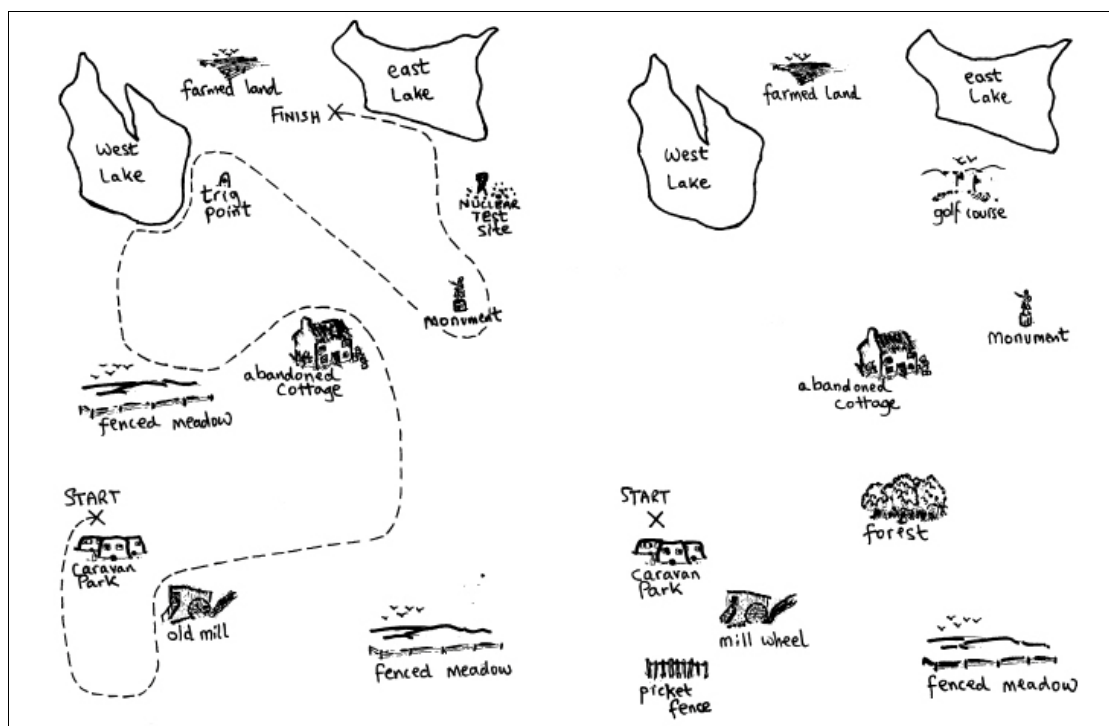 east
Lake
farmed land
FINISH
West
Lake
trig
point
NUCLEAR
TEST
SITE
monument
abandoned
cottage
fenced meadow
START
caravan
Park
old mill
fenced meadow
farmed land
east
Lake
West
Lake
golf course
monument
abandoned
cottage
START
forest
caravan
Park
mill wheel
picket
fence
fenced meadow